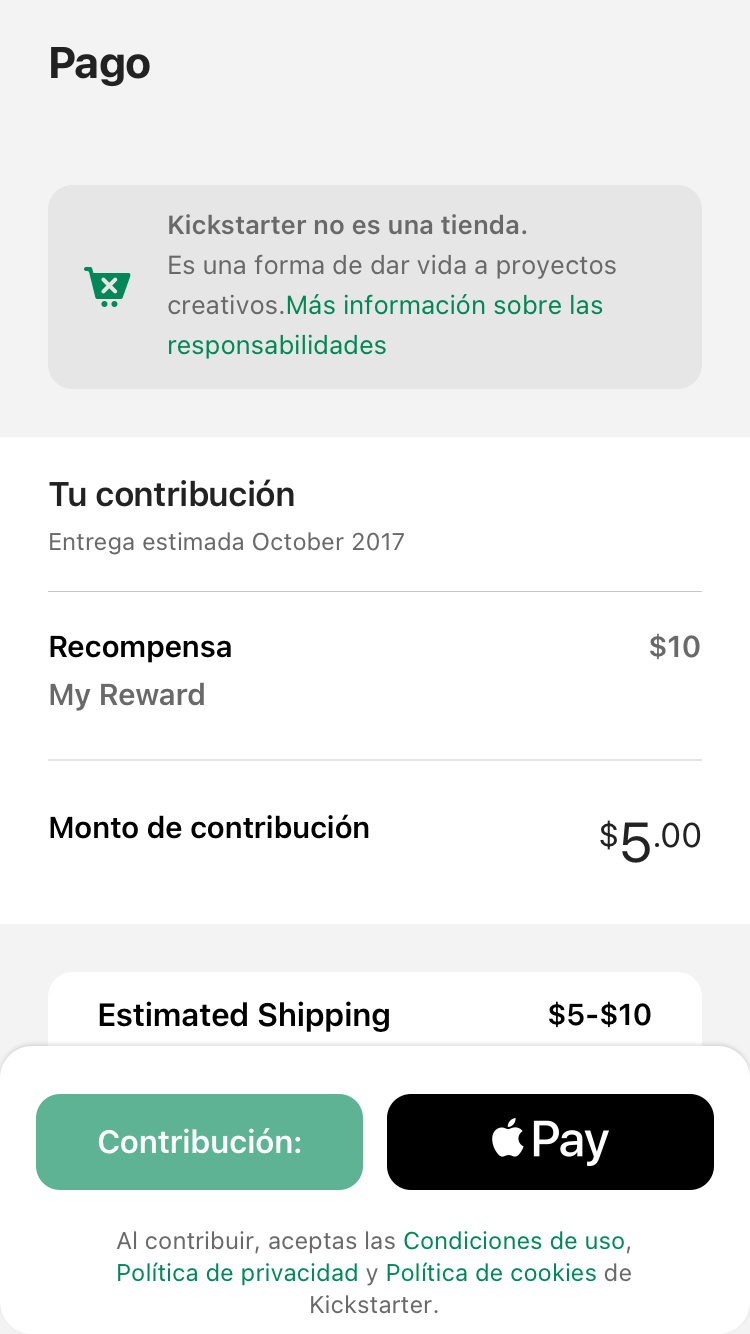 Pago
Kickstarter no es una tienda.
Es una forma de dar vida a proyectos
creativos.Más información sobre las
responsabilidades
Tu contribución
Entrega estimada October 2017
Recompensa $10
My Reward
Monto de contribución $5.00
Estimated Shipping $5-$10
Contribución: Pay
Al contribuir, aceptas las Condiciones de uso,
Política de privacidad y Política de cookies de
Kickstarter.